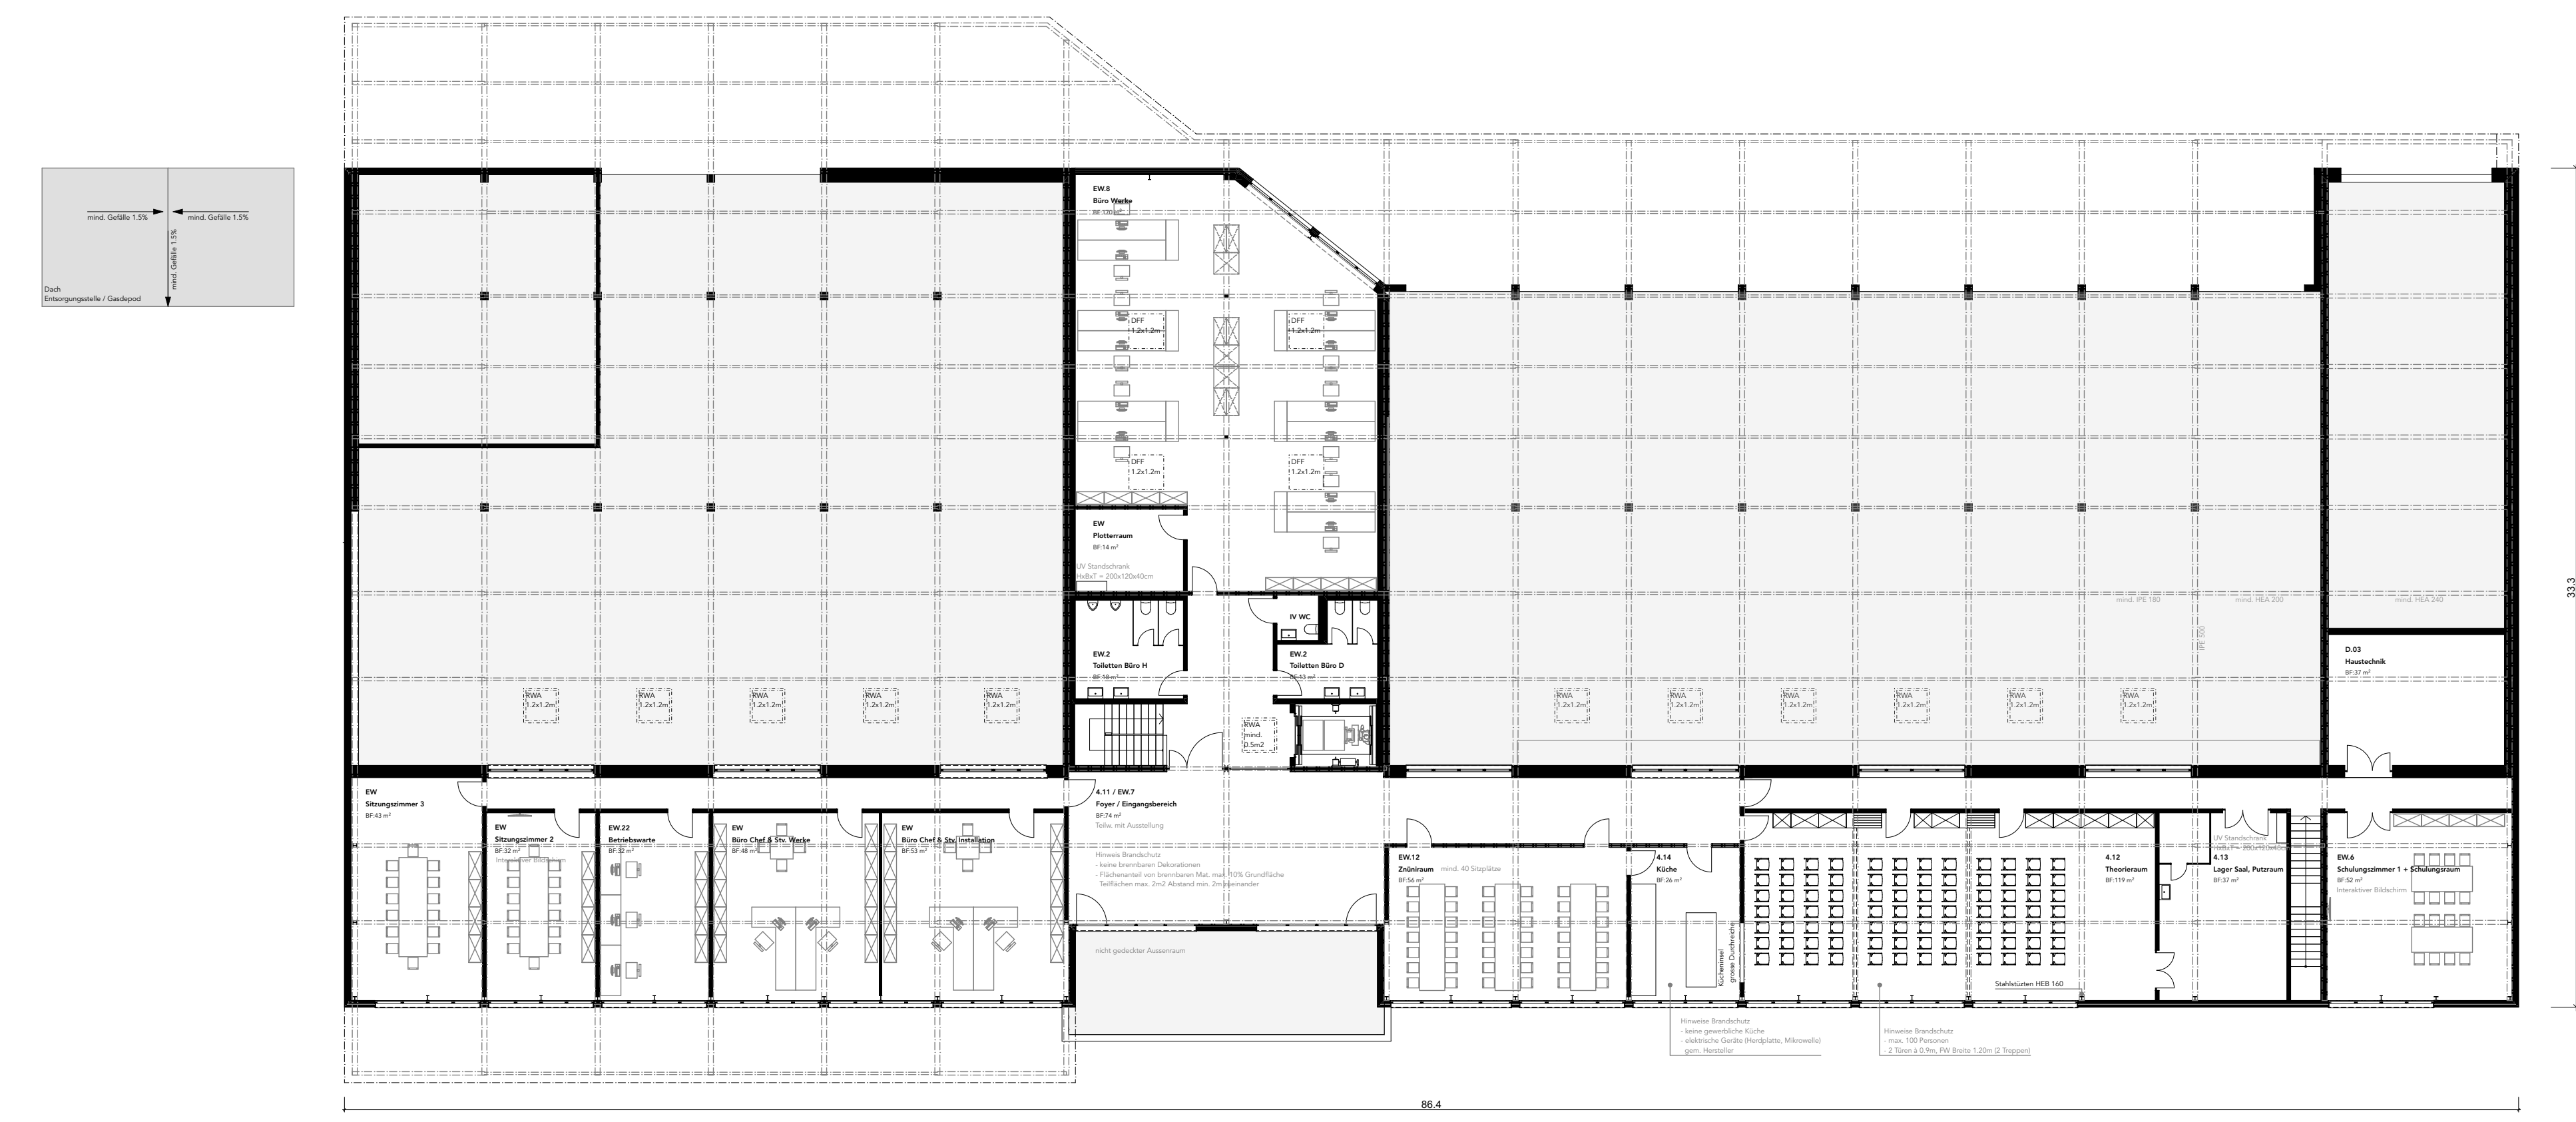 mind. Gefälle 1.5%
mind. Gefälle 1.5%
mind. Gefälle 1.5%
Dach
Entsorgungsstelle / Gasdepod
EW.8
Büro Werke
DFF
1.2x1.2m
DFF
1.2x1.2m
DFF
1.2x1.2m
DFF
1.2x1.2m
EW
Plotterraum
BF:14 m²
UV Standschrank
HxBxT = 200x120x40cm
IV WC
EW.2
Toiletten Büro H
BF:18 m²
EW.2
Toiletten Büro D
BF:13 m²
mind. IPE 180
mind. HEA 200
mind. HEA 240
IPE 500
D.03
Haustechnik
BF:37 m²
RWA
1.2x1.2m
RWA
1.2x1.2m
RWA
1.2x1.2m
RWA
1.2x1.2m
RWA
1.2x1.2m
RWA
mind.
0.5m2
RWA
1.2x1.2m
RWA
1.2x1.2m
RWA
1.2x1.2m
RWA
1.2x1.2m
RWA
1.2x1.2m
RWA
1.2x1.2m
EW
Sitzungszimmer 3
BF:43 m²
EW
Sitzungszimmer 2
BF:32 m²
Interaktiver Bildschirm
EW.22
Betriebswarte
BF:32 m²
EW
Büro Chef & Stv. Werke
BF:48 m²
EW
Büro Chef & Stv. Installation
BF:53 m²
4.11 / EW.7
Foyer / Eingangsbereich
BF:74 m²
Teilw. mit Ausstellung
Hinweis Brandschutz
- keine brennbaren Dekorationen
- Flächenanteil von brennbaren Mat. max. 10% Grundfläche
Teilflächen max. 2m2 Abstand min. 2m zueinander
nicht gedeckter Aussenraum
EW.12
Znüniraum
BF:56 m²
mind. 40 Sitzplätze
4.14
Küche
BF:26 m²
Kücheninsel
grosse Durchreiche
4.12
Theorieraum
BF:119 m²
Stahlstüzten HEB 160
UV Standschrank
HxBxT = 200x120x40cm
4.13
Lager Saal, Putzraum
BF:37 m²
EW.6
Schulungszimmer 1 + Schulungsraum
BF:52 m²
Interaktiver Bildschirm
Hinweise Brandschutz
- keine gewerbliche Küche
- elektrische Geräte (Herdplatte, Mikrowelle)
gem. Hersteller
Hinweise Brandschutz
- max. 100 Personen
- 2 Türen à 0.9m, FW Breite 1.20m (2 Treppen)
86.4
33.3